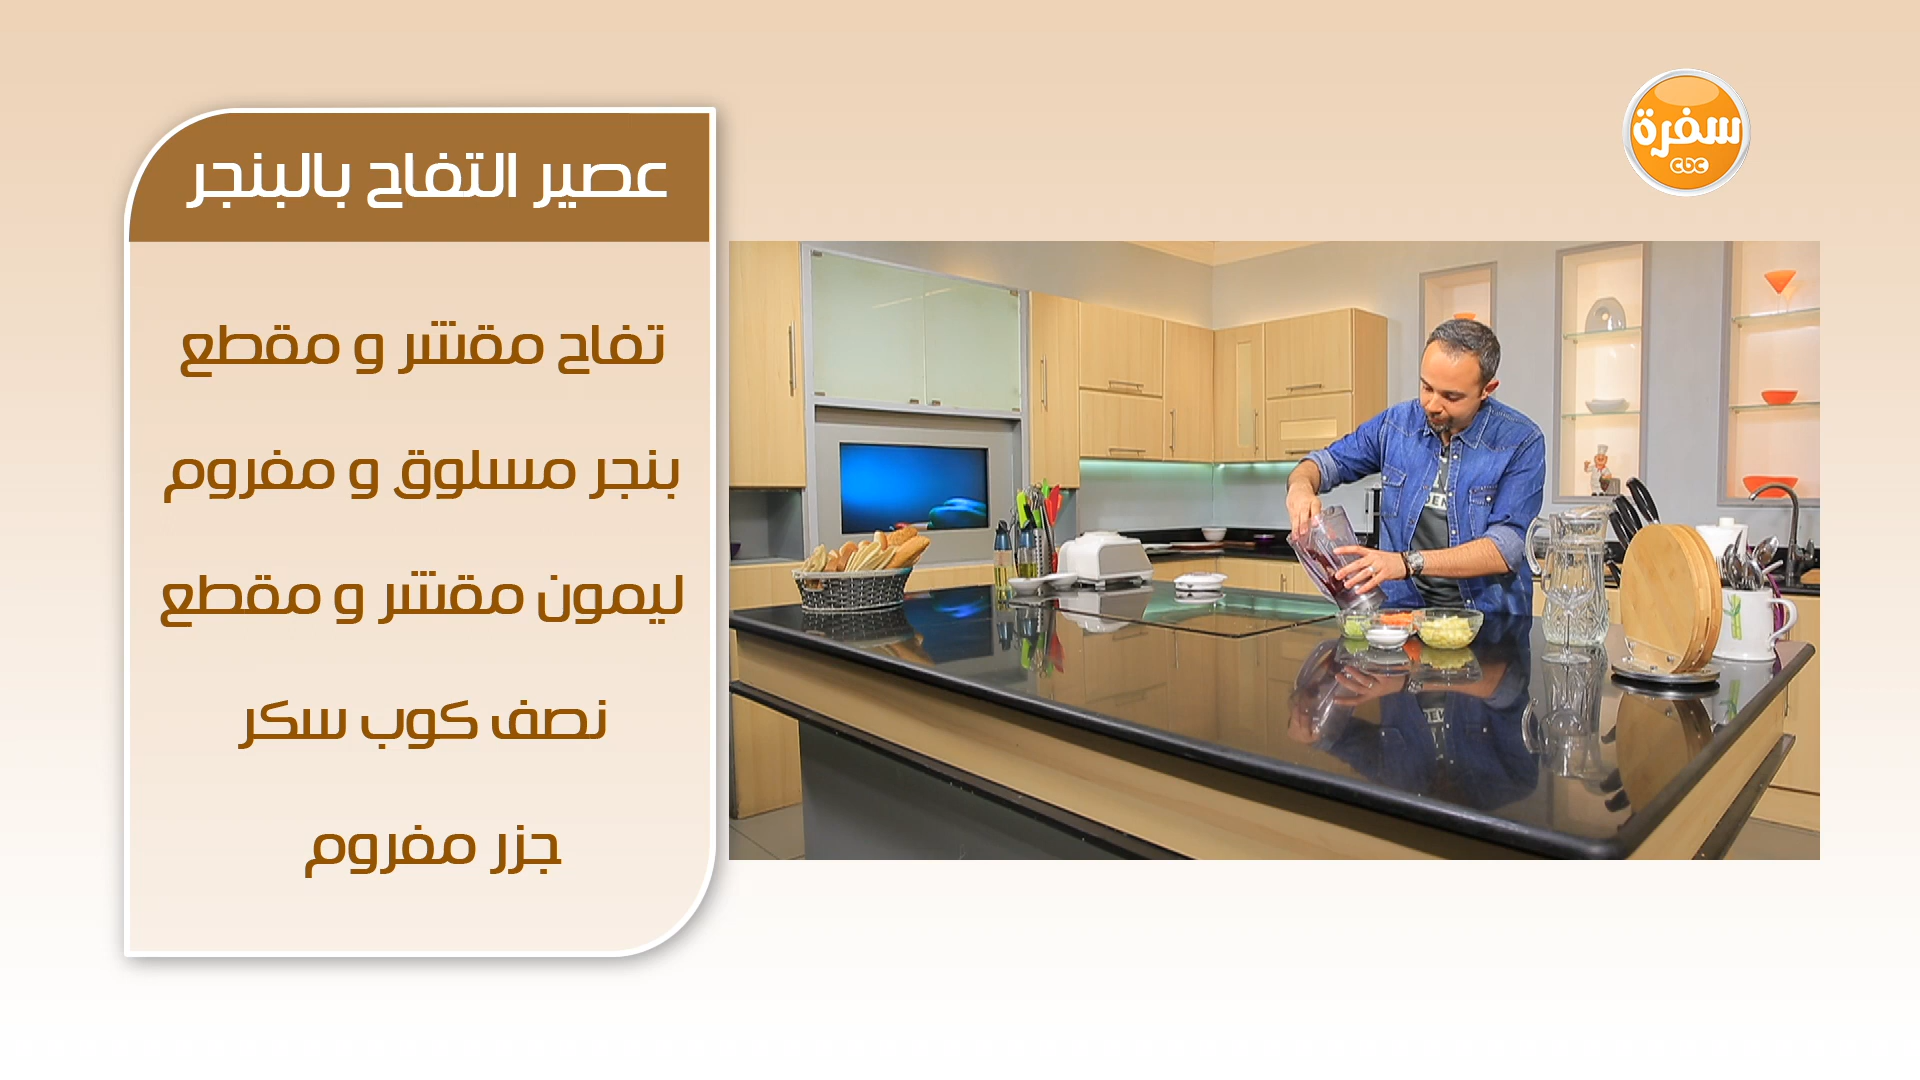 عصير التفاح بالبنجر
تفاح مقشر و مقطع
بنجر مسلوق و مفروم
ليمون مقشر و مقطع
نصف كوب سكر
جزر مفروم
سفرة
cbc